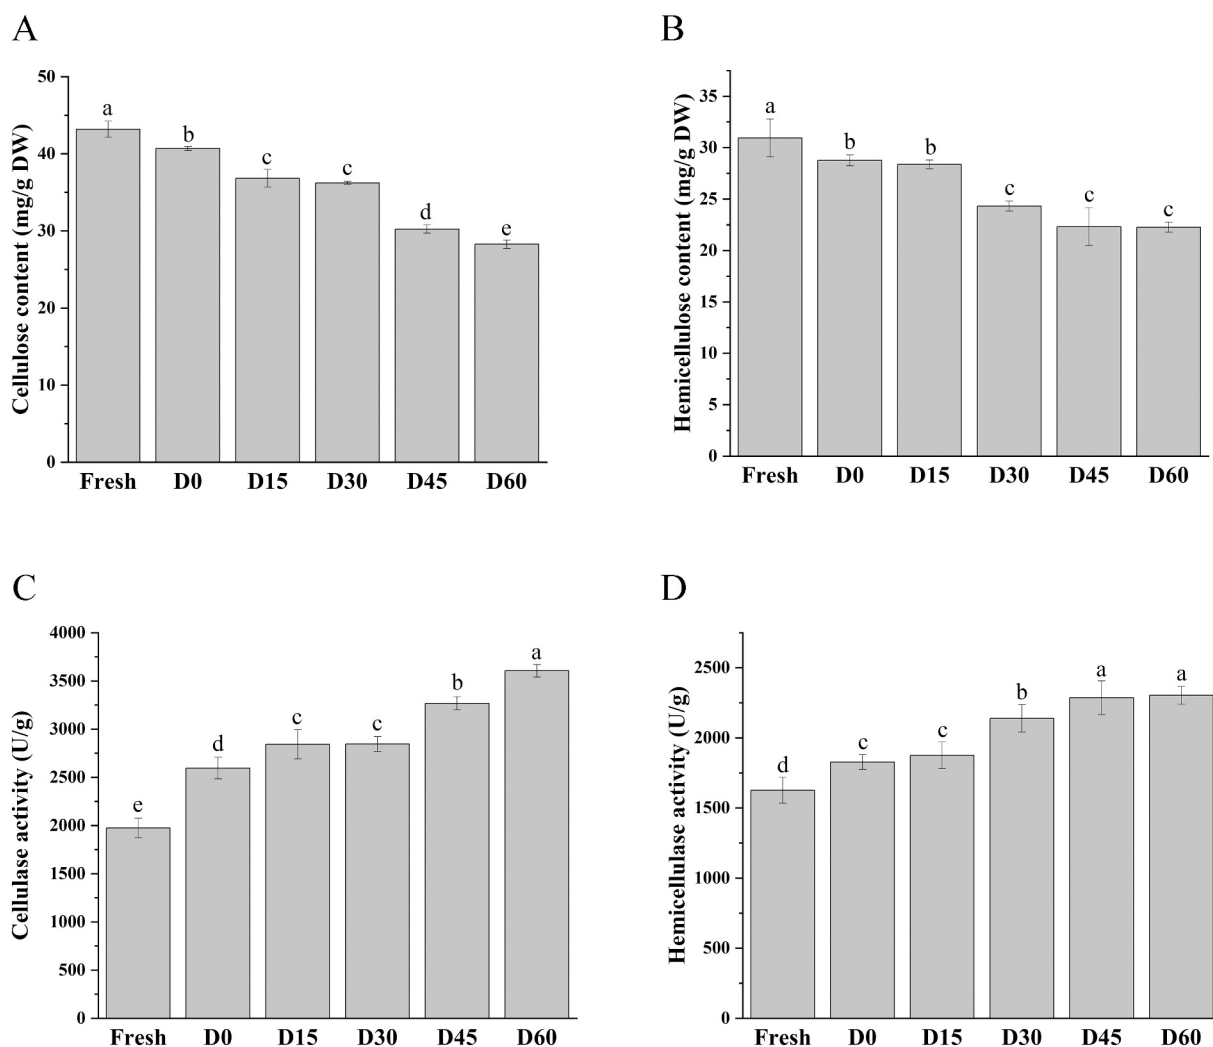 A
Cellulose content (mg/g DW)
50
40
30
20
10
0
a
b
c
c
d
e
Fresh D0 D15 D30 D45 D60
B
Hemicellulose content (mg/g DW)
35
30
25
20
15
10
5
0
a
b
b
c
c
c
Fresh D0 D15 D30 D45 D60
C
Cellulase activity (U/g)
4000
3500
3000
2500
2000
1500
1000
500
0
e
d
c
c
b
a
Fresh D0 D15 D30 D45 D60
D
Hemicellulase activity (U/g)
2500
2000
1500
1000
500
0
d
c
c
b
a
a
Fresh D0 D15 D30 D45 D60